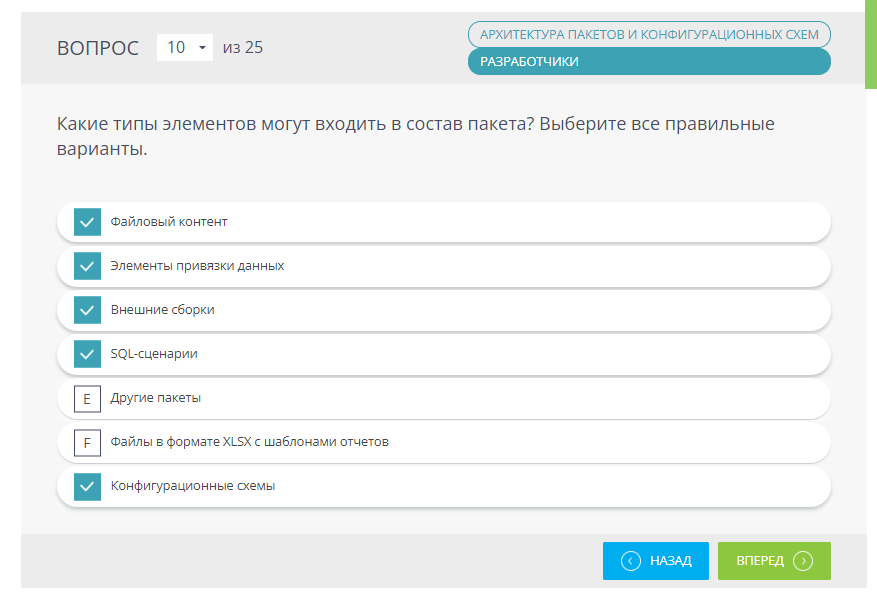 ВОПРОС 10 из 25
АРХИТЕКТУРА ПАКЕТОВ И КОНФИГУРАЦИОННЫХ СХЕМ
РАЗРАБОТЧИКИ
Какие типы элементов могут входить в состав пакета? Выберите все правильные
варианты.
Файловый контент
Элементы привязки данных
Внешние сборки
SQL-сценарии
E Другие пакеты
F Файлы в формате XLSX с шаблонами отчетов
Конфигурационные схемы
НАЗАД
ВПЕРЕД